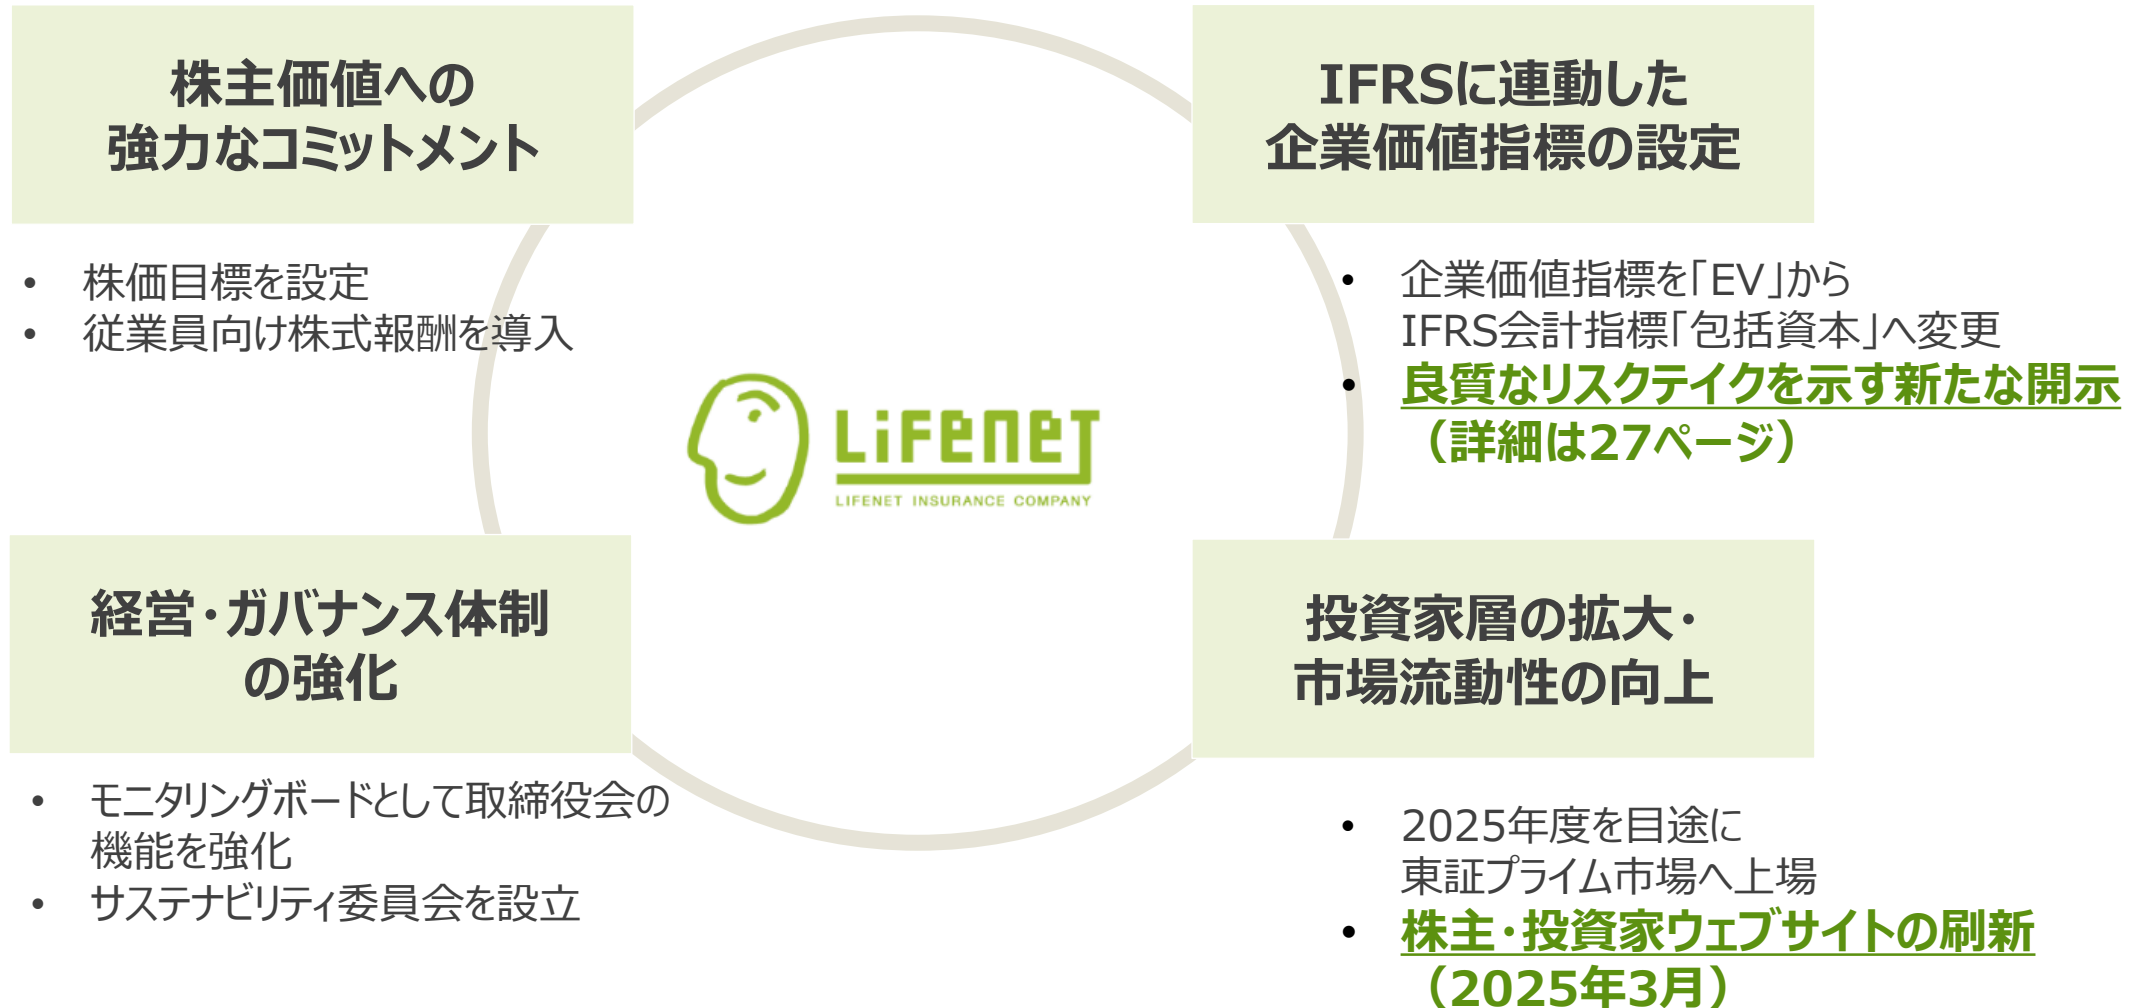 株主価値への
強力なコミットメント
• 株価目標を設定
• 従業員向け株式報酬を導入
IFRSに連動した
企業価値指標の設定
• 企業価値指標を「EV」から
IFRS会計指標「包括資本」へ変更
• 良質なリスクテイクを示す新たな開示
（詳細は27ページ）
LIFENET
LIFENET INSURANCE COMPANY
経営・ガバナンス体制
の強化
• モニタリングボードとして取締役会の
機能を強化
• サステナビリティ委員会を設立
投資家層の拡大・
市場流動性の向上
• 2025年度を目途に
東証プライム市場へ上場
• 株主・投資家ウェブサイトの刷新
（2025年3月）